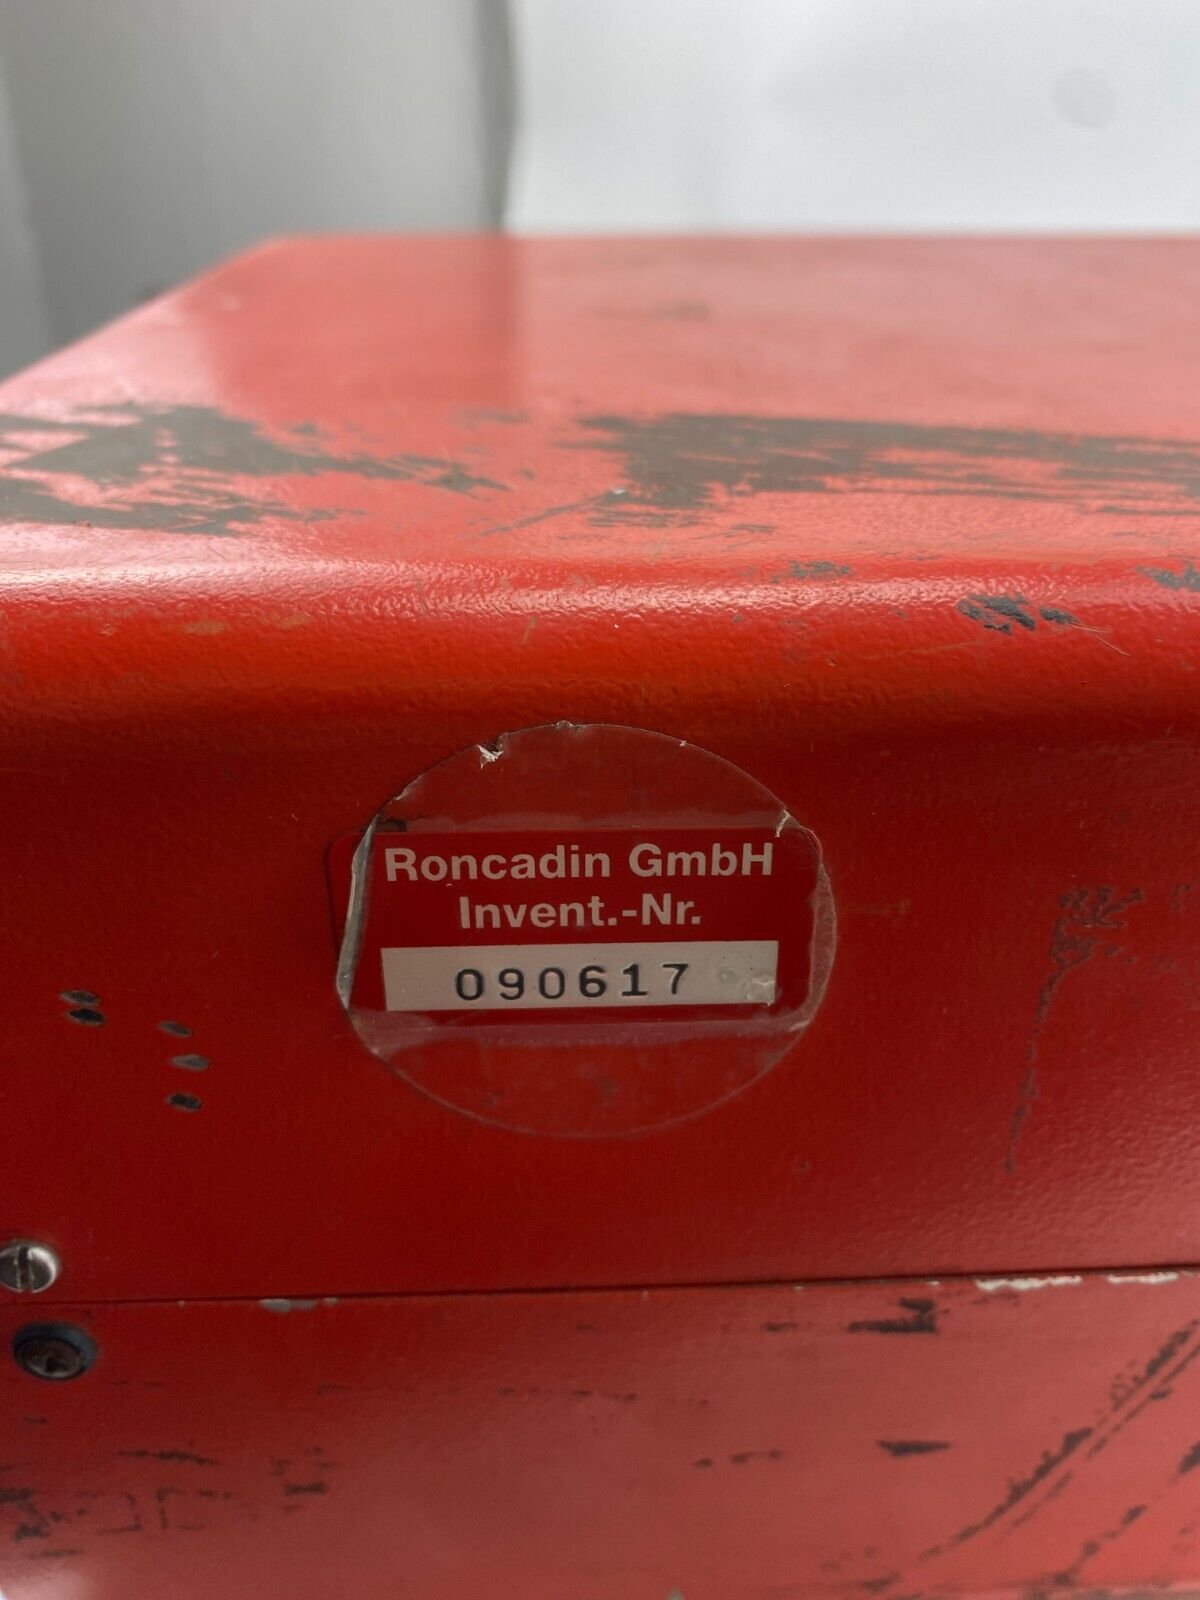 Roncadin GmbH
Invent.-Nr.
090617